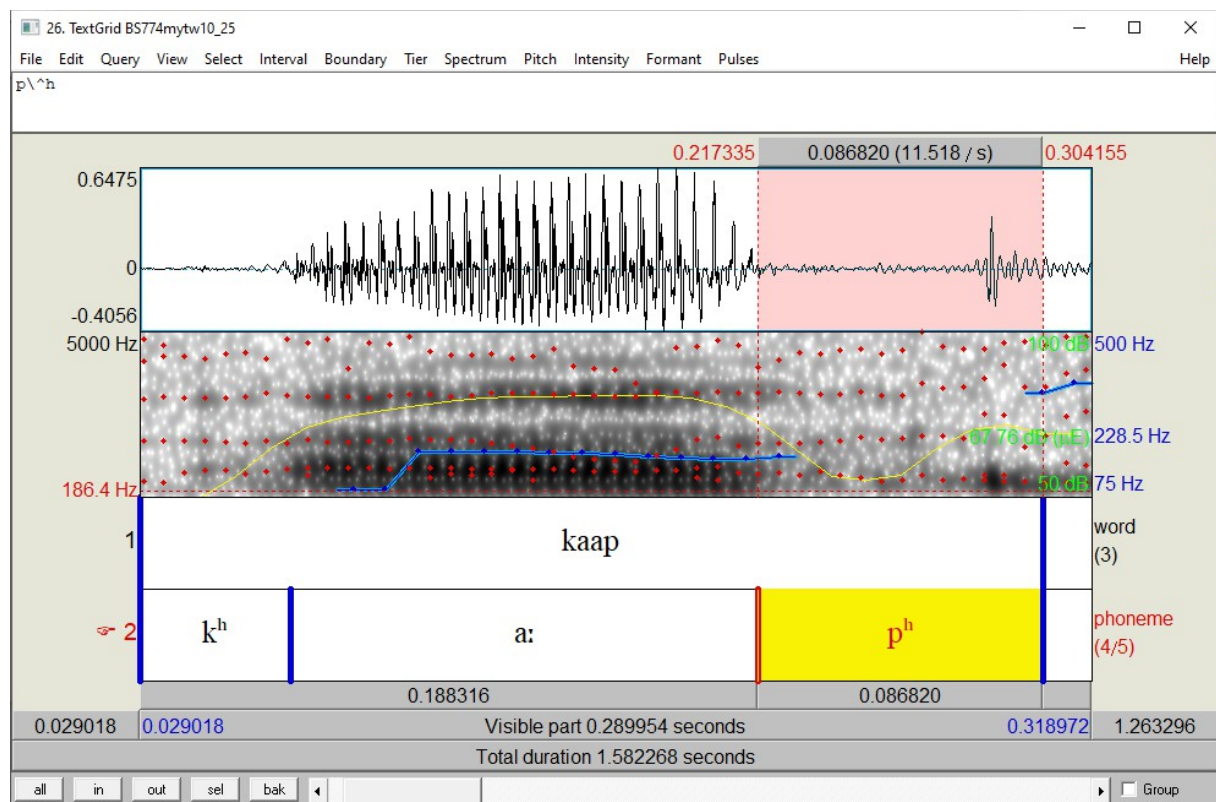 26. TextGrid BS774mytw10_25
File Edit Query View Select Interval Boundary Tier Spectrum Pitch Intensity Formant Pulses Help
p\^h
0.217335 0.086820 (11.518 / s) 0.304155
0.6475
0
-0.4056
5000 Hz 100 dB 500 Hz
67.76 dB (µE) 228.5 Hz
186.4 Hz 50 dB 75 Hz
1 kaap word
(3)
☞ 2 kʰ aː pʰ phoneme
(4/5)
0.188316 0.086820
0.029018 0.029018 Visible part 0.289954 seconds 0.318972 1.263296
Total duration 1.582268 seconds
all in out sel bak Group